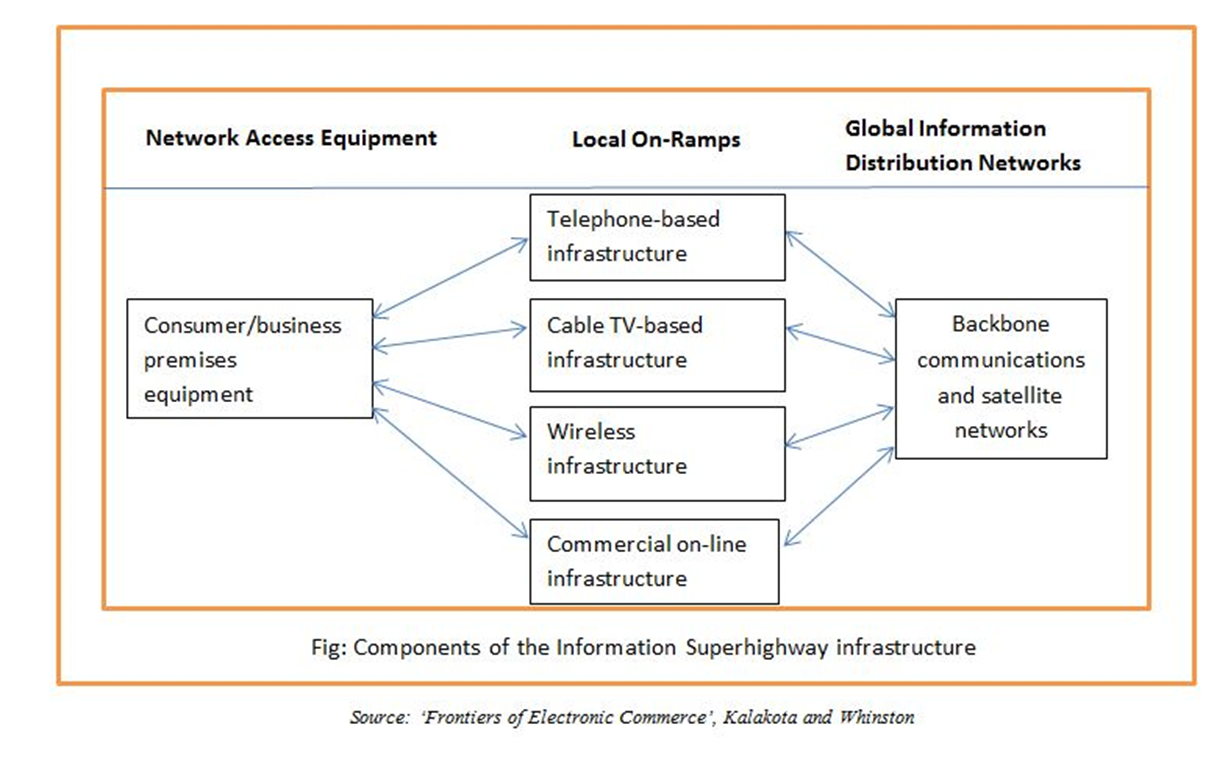 Network Access Equipment
Local On-Ramps
Global Information
Distribution Networks
Consumer/business
premises
equipment
Telephone-based
infrastructure
Cable TV-based
infrastructure
Wireless
infrastructure
Commercial on-line
infrastructure
Backbone
communications
and satellite
networks
Fig: Components of the Information Superhighway infrastructure
Source: ‘Frontiers of Electronic Commerce’, Kalakota and Whinston